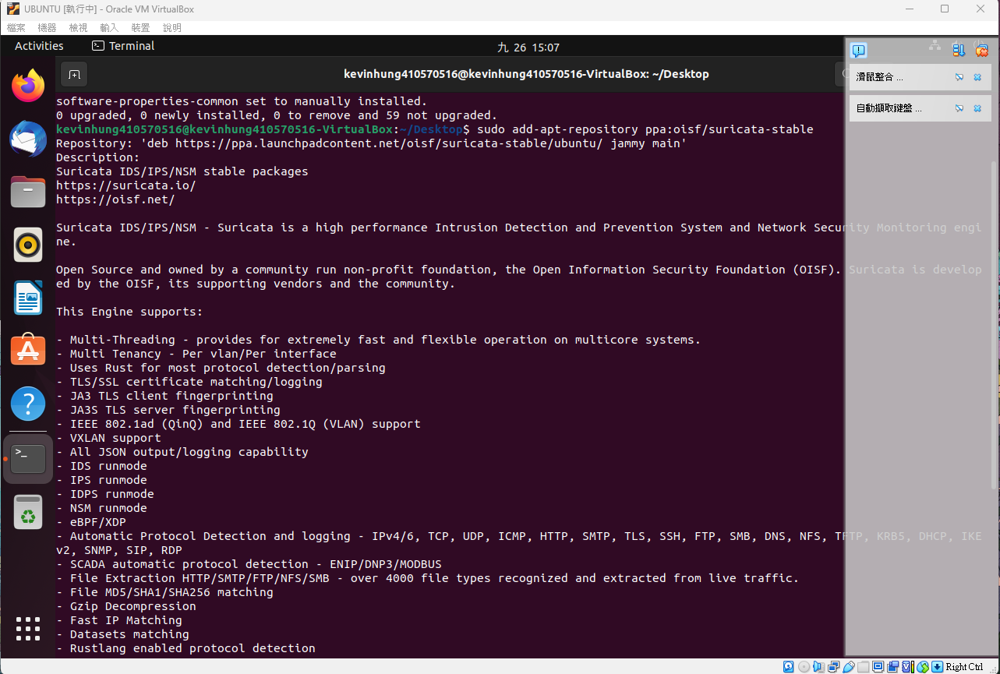 UBUNTU [執行中] - Oracle VM VirtualBox
檔案 機器 檢視 輸入 裝置 說明
Activities Terminal 九 26 15:07
kevinhung410570516@kevinhung410570516-VirtualBox: ~/Desktop
滑鼠整合 ...
自動擷取鍵盤 ...
software-properties-common set to manually installed.
0 upgraded, 0 newly installed, 0 to remove and 59 not upgraded.
kevinhung410570516@kevinhung410570516-VirtualBox:~/Desktop$ sudo add-apt-repository ppa:oisf/suricata-stable
Repository: 'deb https://ppa.launchpadcontent.net/oisf/suricata-stable/ubuntu/ jammy main'
Description:
Suricata IDS/IPS/NSM stable packages
https://suricata.io/
https://oisf.net/
Suricata IDS/IPS/NSM - Suricata is a high performance Intrusion Detection and Prevention System and Network Security Monitoring engi
ne.
Open Source and owned by a community run non-profit foundation, the Open Information Security Foundation (OISF). Suricata is develop
ed by the OISF, its supporting vendors and the community.
This Engine supports:
- Multi-Threading - provides for extremely fast and flexible operation on multicore systems.
- Multi Tenancy - Per vlan/Per interface
- Uses Rust for most protocol detection/parsing
- TLS/SSL certificate matching/logging
- JA3 TLS client fingerprinting
- JA3S TLS server fingerprinting
- IEEE 802.1ad (QinQ) and IEEE 802.1Q (VLAN) support
- VXLAN support
- All JSON output/logging capability
- IDS runmode
- IPS runmode
- IDPS runmode
- NSM runmode
- eBPF/XDP
- Automatic Protocol Detection and logging - IPv4/6, TCP, UDP, ICMP, HTTP, SMTP, TLS, SSH, FTP, SMB, DNS, NFS, TFTP, KRB5, DHCP, IKE
v2, SNMP, SIP, RDP
- SCADA automatic protocol detection - ENIP/DNP3/MODBUS
- File Extraction HTTP/SMTP/FTP/NFS/SMB - over 4000 file types recognized and extracted from live traffic.
- File MD5/SHA1/SHA256 matching
- Gzip Decompression
- Fast IP Matching
- Datasets matching
- Rustlang enabled protocol detection
Right Ctrl